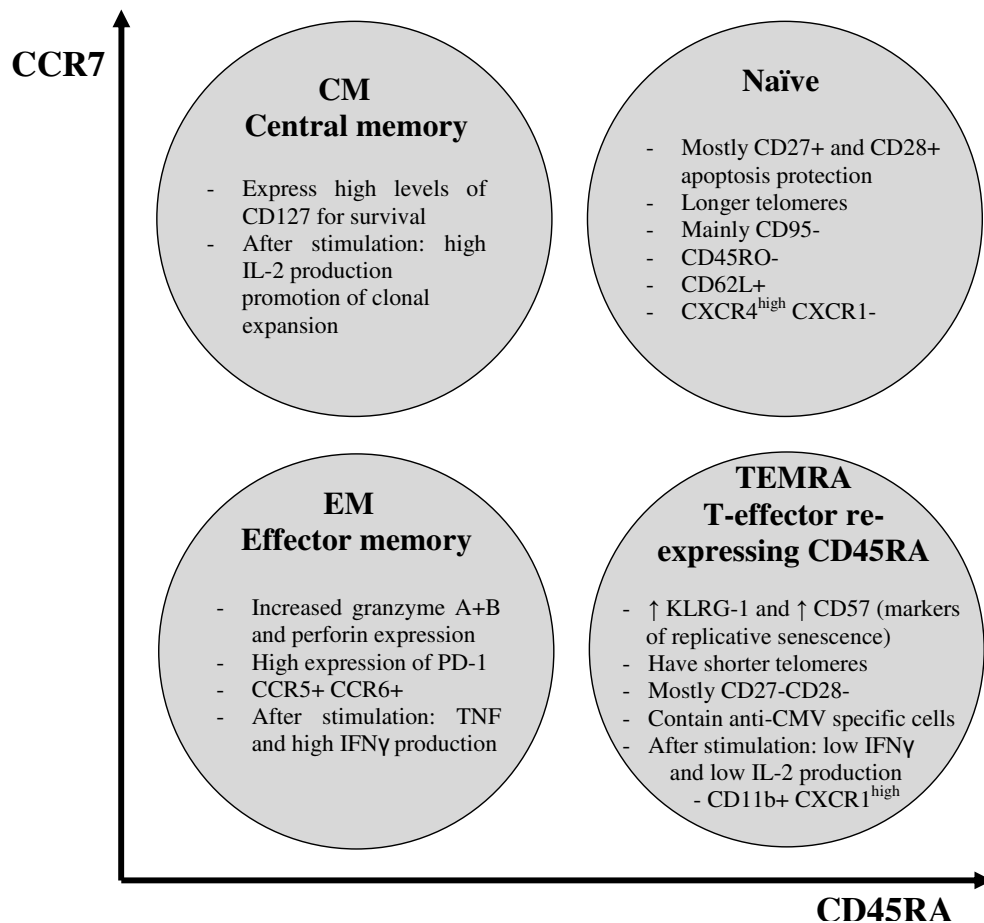 CCR7
CM
Central memory
- Express high levels of
CD127 for survival
- After stimulation: high
IL-2 production
promotion of clonal
expansion
Naïve
- Mostly CD27+ and CD28+
apoptosis protection
- Longer telomeres
- Mainly CD95-
- CD45RO-
- CD62L+
- CXCR4high CXCR1-
EM
Effector memory
- Increased granzyme A+B
and perforin expression
- High expression of PD-1
- CCR5+ CCR6+
- After stimulation: TNF
and high IFNγ production
TEMRA
T-effector re-
expressing CD45RA
- ↑ KLRG-1 and ↑ CD57 (markers
of replicative senescence)
- Have shorter telomeres
- Mostly CD27-CD28-
- Contain anti-CMV specific cells
- After stimulation: low IFNγ
and low IL-2 production
- CD11b+ CXCR1high
CD45RA